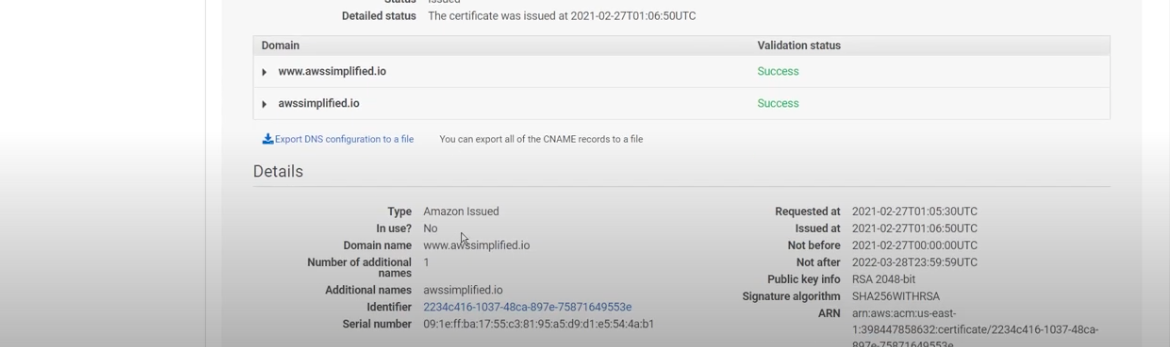 Status Issued
Detailed status The certificate was issued at 2021-02-27T01:06:50UTC
Domain Validation status
www.awssimplified.io Success
awssimplified.io Success
Export DNS configuration to a file You can export all of the CNAME records to a file
Details
Type Amazon Issued
In use? No
Domain name www.awssimplified.io
Number of additional names 1
Additional names awssimplified.io
Identifier 2234c416-1037-48ca-897e-75871649553e
Serial number 09:1e:ff:ba:17:55:c3:81:95:a5:d9:d1:e5:54:4a:b1
Requested at 2021-02-27T01:05:30UTC
Issued at 2021-02-27T01:06:50UTC
Not before 2021-02-27T00:00:00UTC
Not after 2022-03-28T23:59:59UTC
Public key info RSA 2048-bit
Signature algorithm SHA256WITHRSA
ARN arn:aws:acm:us-east-
1:398447858632:certificate/2234c416-1037-48ca-
897e-75871649553e